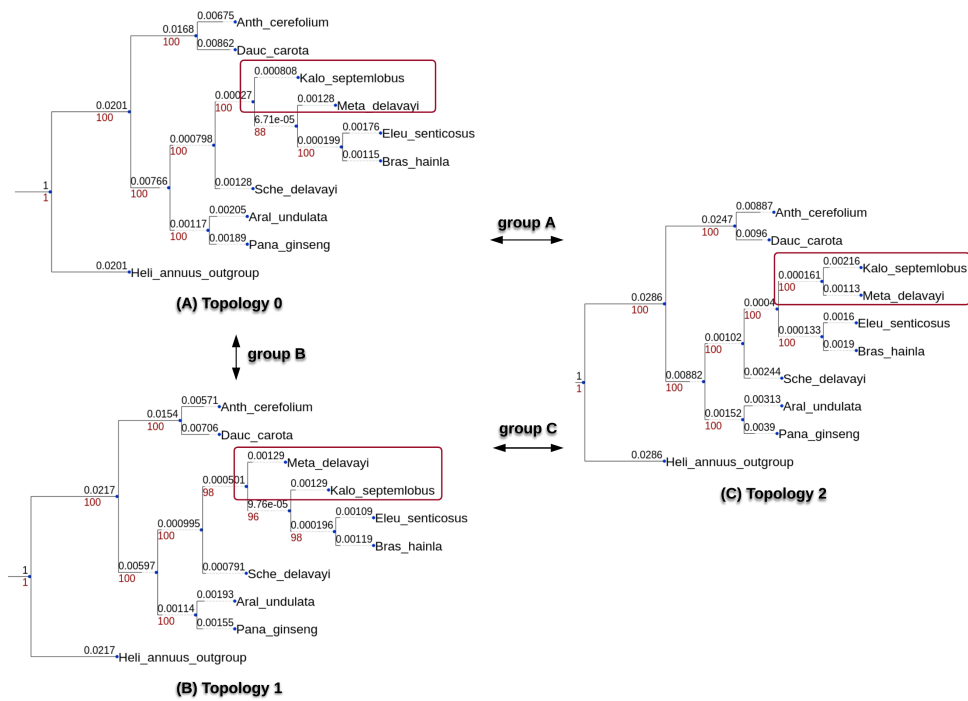 0.00675
Anth_cerefolium
0.0168
100
0.00862
Dauc_carota
0.000808
Kalo_septemlobus
0.0201
100
0.00027
100
0.00128
Meta_delavayi
6.71e-05
88
0.00176
Eleu_senticosus
0.000798
100
0.000199
100
0.00115
Bras_hainla
1
1
0.00766
100
0.00128
Sche_delavayi
0.00205
Aral_undulata
0.00117
100
0.00189
Pana_ginseng
0.0201
Heli_annuus_outgroup
(A) Topology 0
group A
group B
group C
0.00571
Anth_cerefolium
0.0154
100
0.00706
Dauc_carota
0.00129
Meta_delavayi
0.0217
100
0.000501
98
0.00129
Kalo_septemlobus
9.76e-05
96
0.00109
Eleu_senticosus
0.000995
100
0.000196
98
0.00119
Bras_hainla
1
1
0.00597
100
0.000791
Sche_delavayi
0.00193
Aral_undulata
0.00114
100
0.00155
Pana_ginseng
0.0217
Heli_annuus_outgroup
(B) Topology 1
0.00887
Anth_cerefolium
0.0247
100
0.0096
Dauc_carota
0.00216
Kalo_septemlobus
0.000161
100
0.00113
Meta_delavayi
0.0286
100
0.0004
100
0.0016
Eleu_senticosus
0.000133
100
0.0019
Bras_hainla
0.00102
100
0.00244
Sche_delavayi
1
1
0.00882
100
0.00313
Aral_undulata
0.00152
100
0.0039
Pana_ginseng
0.0286
Heli_annuus_outgroup
(C) Topology 2